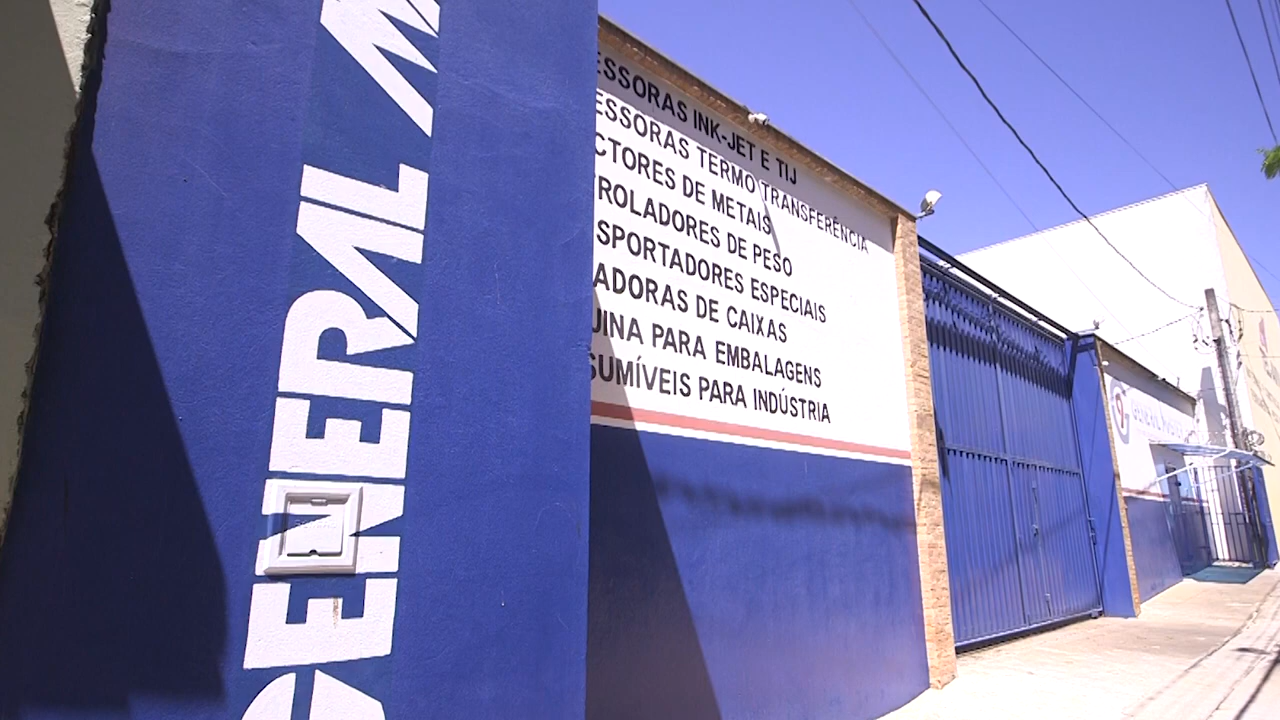 GENERAL M
ESSORAS INK-JET E TIJ
ESSORAS TERMO TRANSFERÊNCIA
CTORES DE METAIS
ROLADORES DE PESO
SPORTADORES ESPECIAIS
ADORAS DE CAIXAS
UINA PARA EMBALAGENS
SUMÍVEIS PARA INDÚSTRIA
GENERAL